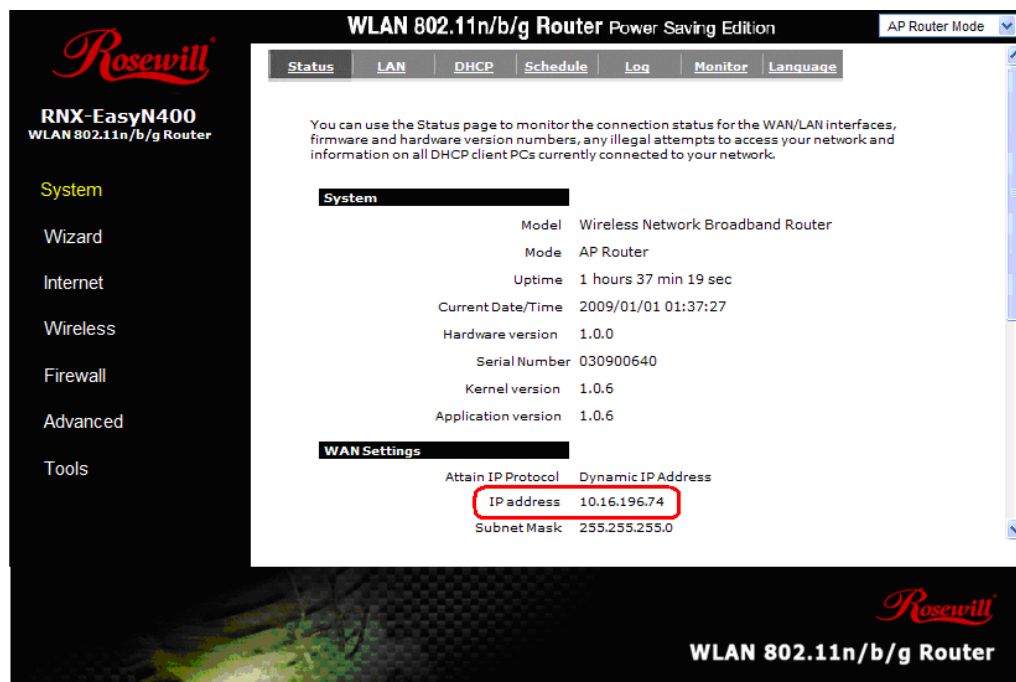 WLAN 802.11n/b/g Router Power Saving Edition
AP Router Mode
Rosewill
RNX-EasyN400
WLAN 802.11n/b/g Router
Status LAN DHCP Schedule Log Monitor Language
System
Wizard
Internet
Wireless
Firewall
Advanced
Tools
You can use the Status page to monitor the connection status for the WAN/LAN interfaces,
firmware and hardware version numbers, any illegal attempts to access your network and
information on all DHCP client PCs currently connected to your network.
System
Model Wireless Network Broadband Router
Mode AP Router
Uptime 1 hours 37 min 19 sec
Current Date/Time 2009/01/01 01:37:27
Hardware version 1.0.0
Serial Number 030900640
Kernel version 1.0.6
Application version 1.0.6
WAN Settings
Attain IP Protocol Dynamic IP Address
IP address 10.16.196.74
Subnet Mask 255.255.255.0
Rosewill
WLAN 802.11n/b/g Router